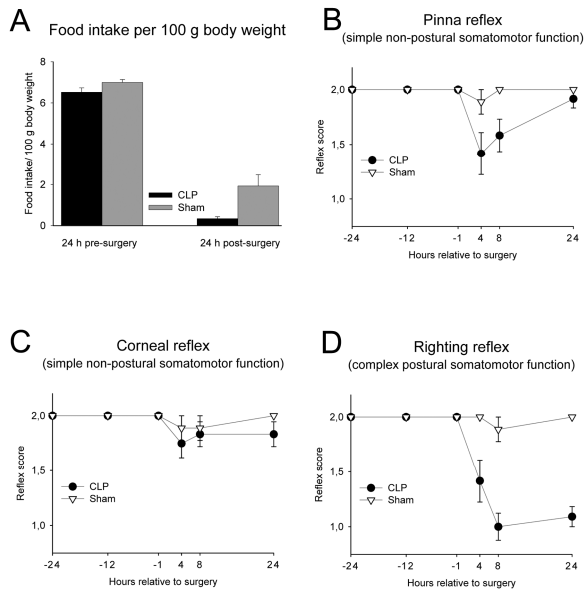 A
Food intake per 100 g body weight
Food intake/ 100 g body weight
8
6
4
2
0
CLP
Sham
24 h pre-surgery
24 h post-surgery
B
Pinna reflex
(simple non-postural somatomotor function)
Reflex score
2,0
1,5
1,0
CLP
Sham
-24 -12 -1 4 8 24
Hours relative to surgery
C
Corneal reflex
(simple non-postural somatomotor function)
Reflex score
2,0
1,5
1,0
CLP
Sham
-24 -12 -1 4 8 24
Hours relative to surgery
D
Righting reflex
(complex postural somatomotor function)
Reflex score
2,0
1,5
1,0
CLP
Sham
-24 -12 -1 4 8 24
Hours relative to surgery